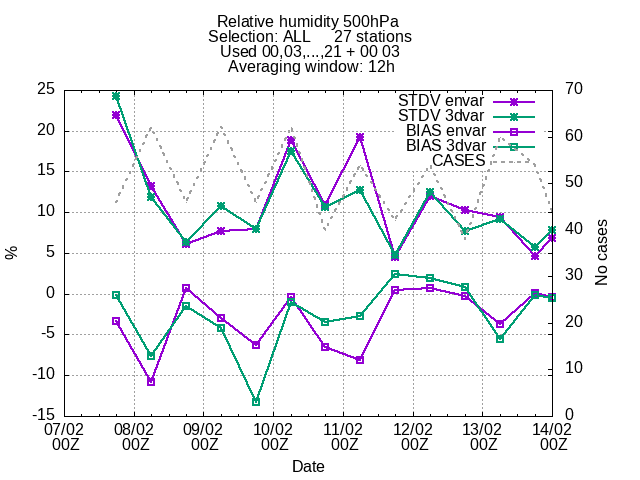 Relative humidity 500hPa
Selection: ALL 27 stations
Used 00,03,...,21 + 00 03
Averaging window: 12h
STDV envar
STDV 3dvar
BIAS envar
BIAS 3dvar
CASES
25
20
15
10
5
0
-5
-10
-15
%
70
60
50
40
30
20
10
0
No cases
07/02 08/02 09/02 10/02 11/02 12/02 13/02 14/02
00Z 00Z 00Z 00Z 00Z 00Z 00Z 00Z
Date